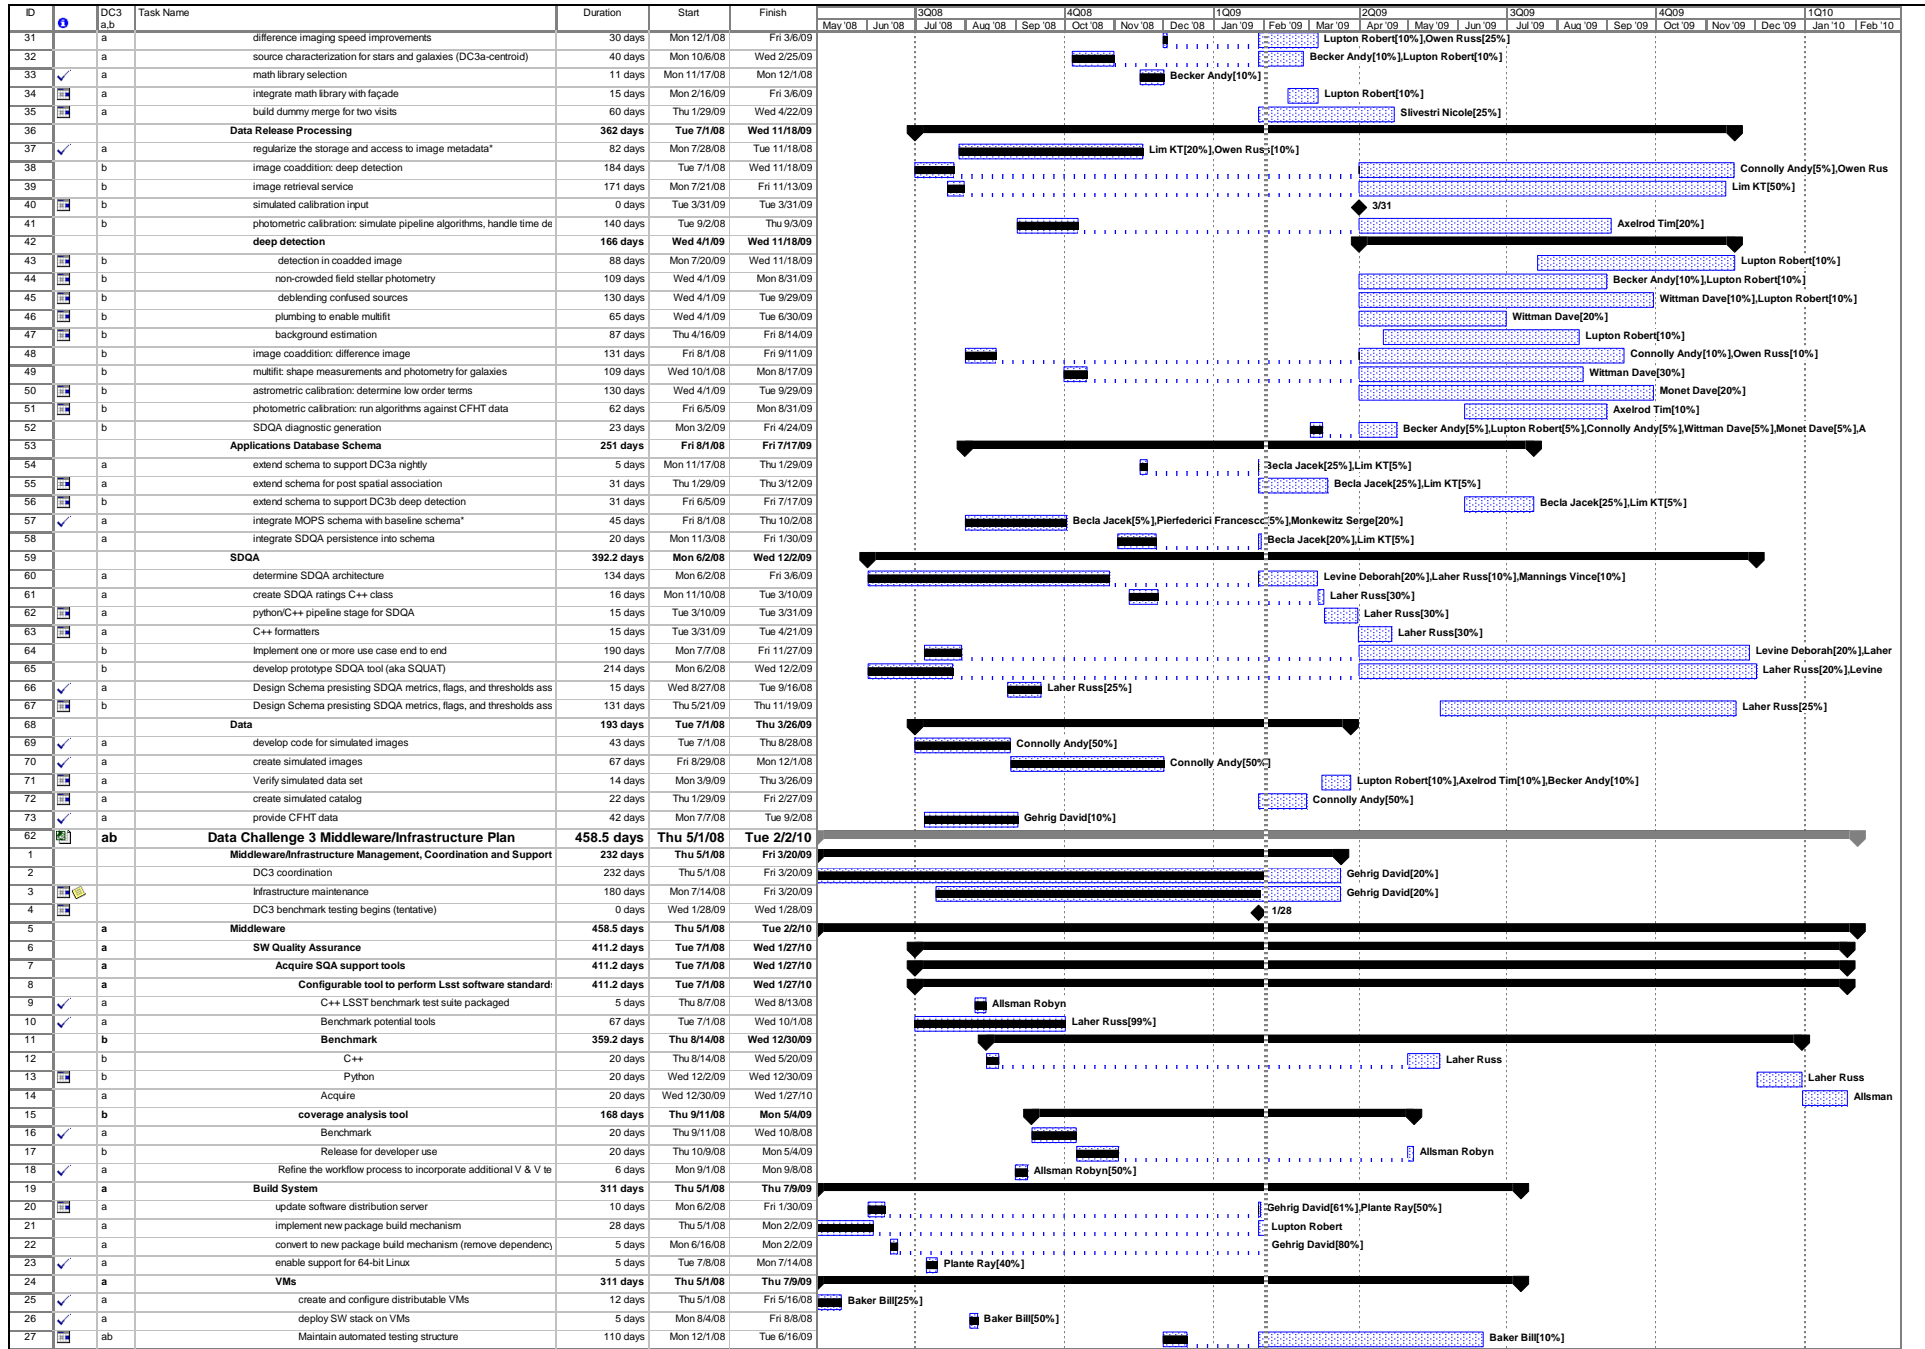 ID DC3 a,b Task Name Duration Start Finish 3Q08 4Q08 1Q09 2Q09 3Q09 4Q09 1Q10
May '08 Jun '08 Jul '08 Aug '08 Sep '08 Oct '08 Nov '08 Dec '08 Jan '09 Feb '09 Mar '09 Apr '09 May '09 Jun '09 Jul '09 Aug '09 Sep '09 Oct '09 Nov '09 Dec '09 Jan '10 Feb '10
31 a difference imaging speed improvements 30 days Mon 12/1/08 Fri 3/6/09 Lupton Robert[10%],Owen Russ[25%]
32 a source characterization for stars and galaxies (DC3a-centroid) 40 days Mon 10/6/08 Wed 2/25/09 Becker Andy[10%],Lupton Robert[10%]
33 a math library selection 11 days Mon 11/17/08 Mon 12/1/08 Becker Andy[10%]
34 a integrate math library with façade 15 days Mon 2/16/09 Fri 3/6/09 Lupton Robert[10%]
35 a build dummy merge for two visits 60 days Thu 1/29/09 Wed 4/22/09 Slivestri Nicole[25%]
36 Data Release Processing 362 days Tue 7/1/08 Wed 11/18/09
37 a regularize the storage and access to image metadata* 82 days Mon 7/28/08 Tue 11/18/08 Lim KT[20%],Owen Russ[10%]
38 b image coaddition: deep detection 184 days Tue 7/1/08 Wed 11/18/09 Connolly Andy[5%],Owen Rus
39 b image retrieval service 171 days Mon 7/21/08 Fri 11/13/09 Lim KT[50%]
40 b simulated calibration input 0 days Tue 3/31/09 Tue 3/31/09 3/31
41 b photometric calibration: simulate pipeline algorithms, handle time de 140 days Tue 9/2/08 Thu 9/3/09 Axelrod Tim[20%]
42 deep detection 166 days Wed 4/1/09 Wed 11/18/09
43 b detection in coadded image 88 days Mon 7/20/09 Wed 11/18/09 Lupton Robert[10%]
44 b non-crowded field stellar photometry 109 days Wed 4/1/09 Mon 8/31/09 Becker Andy[10%],Lupton Robert[10%]
45 b deblending confused sources 130 days Wed 4/1/09 Tue 9/29/09 Wittman Dave[10%],Lupton Robert[10%]
46 b plumbing to enable multifit 65 days Wed 4/1/09 Tue 6/30/09 Wittman Dave[20%]
47 b background estimation 87 days Thu 4/16/09 Fri 8/14/09 Lupton Robert[10%]
48 b image coaddition: difference image 131 days Fri 8/1/08 Fri 9/11/09 Connolly Andy[10%],Owen Russ[10%]
49 b multifit: shape measurements and photometry for galaxies 109 days Wed 10/1/08 Mon 8/17/09 Wittman Dave[30%]
50 b astrometric calibration: determine low order terms 130 days Wed 4/1/09 Tue 9/29/09 Monet Dave[20%]
51 b photometric calibration: run algorithms against CFHT data 62 days Fri 6/5/09 Mon 8/31/09 Axelrod Tim[10%]
52 b SDQA diagnostic generation 23 days Mon 3/2/09 Fri 4/24/09 Becker Andy[5%],Lupton Robert[5%],Connolly Andy[5%],Wittman Dave[5%],Monet Dave[5%],A
53 Applications Database Schema 251 days Fri 8/1/08 Fri 7/17/09
54 a extend schema to support DC3a nightly 5 days Mon 11/17/08 Thu 1/29/09 Becla Jacek[25%],Lim KT[5%]
55 a extend schema for post spatial association 31 days Thu 1/29/09 Thu 3/12/09 Becla Jacek[25%],Lim KT[5%]
56 b extend schema to support DC3b deep detection 31 days Fri 6/5/09 Fri 7/17/09 Becla Jacek[25%],Lim KT[5%]
57 a integrate MOPS schema with baseline schema* 45 days Fri 8/1/08 Thu 10/2/08 Becla Jacek[5%],Pierfederici Francesco[5%],Monkewitz Serge[20%]
58 a integrate SDQA persistence into schema 20 days Mon 11/3/08 Fri 1/30/09 Becla Jacek[20%],Lim KT[5%]
59 SDQA 392.2 days Mon 6/2/08 Wed 12/2/09
60 a determine SDQA architecture 134 days Mon 6/2/08 Fri 3/6/09 Levine Deborah[20%],Laher Russ[10%],Mannings Vince[10%]
61 a create SDQA ratings C++ class 16 days Mon 11/10/08 Tue 3/10/09 Laher Russ[30%]
62 a python/C++ pipeline stage for SDQA 15 days Tue 3/10/09 Tue 3/31/09 Laher Russ[30%]
63 a C++ formatters 15 days Tue 3/31/09 Tue 4/21/09 Laher Russ[30%]
64 b Implement one or more use case end to end 190 days Mon 7/7/08 Fri 11/27/09 Levine Deborah[20%],Laher
65 b develop prototype SDQA tool (aka SQUAT) 214 days Mon 6/2/08 Wed 12/2/09 Laher Russ[20%],Levine
66 a Design Schema presisting SDQA metrics, flags, and thresholds ass 15 days Wed 8/27/08 Tue 9/16/08 Laher Russ[25%]
67 b Design Schema presisting SDQA metrics, flags, and thresholds ass 131 days Thu 5/21/09 Thu 11/19/09 Laher Russ[25%]
68 Data 193 days Tue 7/1/08 Thu 3/26/09
69 a develop code for simulated images 43 days Tue 7/1/08 Thu 8/28/08 Connolly Andy[50%]
70 a create simulated images 67 days Fri 8/29/08 Mon 12/1/08 Connolly Andy[50%]
71 a Verify simulated data set 14 days Mon 3/9/09 Thu 3/26/09 Lupton Robert[10%],Axelrod Tim[10%],Becker Andy[10%]
72 a create simulated catalog 22 days Thu 1/29/09 Fri 2/27/09 Connolly Andy[50%]
73 a provide CFHT data 42 days Mon 7/7/08 Tue 9/2/08 Gehrig David[10%]
62 ab Data Challenge 3 Middleware/Infrastructure Plan 458.5 days Thu 5/1/08 Tue 2/2/10
1 Middleware/Infrastructure Management, Coordination and Support 232 days Thu 5/1/08 Fri 3/20/09
2 DC3 coordination 232 days Thu 5/1/08 Fri 3/20/09 Gehrig David[20%]
3 Infrastructure maintenance 180 days Mon 7/14/08 Fri 3/20/09 Gehrig David[20%]
4 DC3 benchmark testing begins (tentative) 0 days Wed 1/28/09 Wed 1/28/09 1/28
5 a Middleware 458.5 days Thu 5/1/08 Tue 2/2/10
6 a SW Quality Assurance 411.2 days Tue 7/1/08 Wed 1/27/10
7 a Acquire SQA support tools 411.2 days Tue 7/1/08 Wed 1/27/10
8 a Configurable tool to perform Lsst software standards 411.2 days Tue 7/1/08 Wed 1/27/10
9 a C++ LSST benchmark test suite packaged 5 days Thu 8/7/08 Wed 8/13/08 Allsman Robyn
10 a Benchmark potential tools 67 days Tue 7/1/08 Wed 10/1/08 Laher Russ[99%]
11 b Benchmark 359.2 days Thu 8/14/08 Wed 12/30/09
12 b C++ 20 days Thu 8/14/08 Wed 5/20/09 Laher Russ
13 b Python 20 days Wed 12/2/09 Wed 12/30/09 Laher Russ
14 a Acquire 20 days Wed 12/30/09 Wed 1/27/10 Allsman
15 b coverage analysis tool 168 days Thu 9/11/08 Mon 5/4/09
16 a Benchmark 20 days Thu 9/11/08 Wed 10/8/08
17 b Release for developer use 20 days Thu 10/9/08 Mon 5/4/09 Allsman Robyn
18 a Refine the workflow process to incorporate additional V & V te 6 days Mon 9/1/08 Mon 9/8/08 Allsman Robyn[50%]
19 a Build System 311 days Thu 5/1/08 Thu 7/9/09
20 a update software distribution server 10 days Mon 6/2/08 Fri 1/30/09 Gehrig David[61%],Plante Ray[50%]
21 a implement new package build mechanism 28 days Thu 5/1/08 Mon 2/2/09 Lupton Robert
22 a convert to new package build mechanism (remove dependency 5 days Mon 6/16/08 Mon 2/2/09 Gehrig David[80%]
23 a enable support for 64-bit Linux 5 days Tue 7/8/08 Mon 7/14/08 Plante Ray[40%]
24 a VMs 311 days Thu 5/1/08 Thu 7/9/09
25 a create and configure distributable VMs 12 days Thu 5/1/08 Fri 5/16/08 Baker Bill[25%]
26 a deploy SW stack on VMs 5 days Mon 8/4/08 Fri 8/8/08 Baker Bill[50%]
27 ab Maintain automated testing structure 110 days Mon 12/1/08 Tue 6/16/09 Baker Bill[10%]